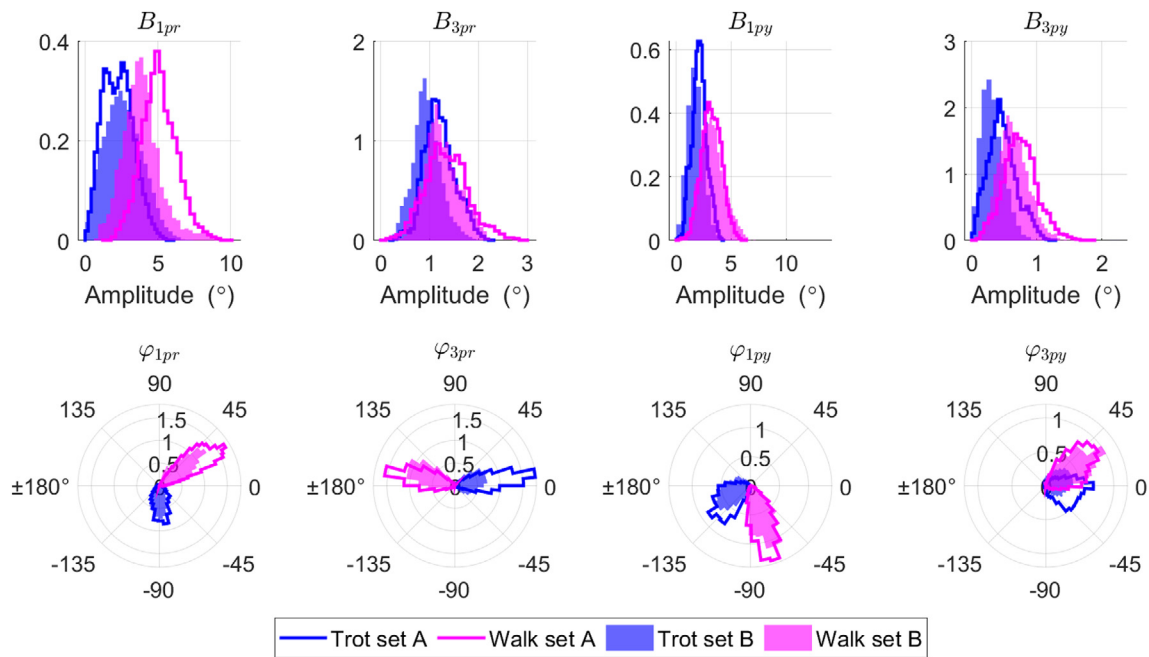 B1pr B3pr B1py B3py
0.4 2 0.6 3
0.2 1 0.4 2
0.2 1
0 0 0 0
0 5 10 0 1 2 3 0 5 10 0 1 2
Amplitude (°) Amplitude (°) Amplitude (°) Amplitude (°)
φ1pr φ3pr φ1py φ3py
90 90 90 90
135 45 135 45 135 45 135 45
1.5 1.5 1 1
1 1 0.5 0.5
0.5 0.5
±180° 0 0 ±180° 0 0 ±180° 0 0 ±180° 0 0
-135 -45 -135 -45 -135 -45 -135 -45
-90 -90 -90 -90
Trot set A Walk set A Trot set B Walk set B